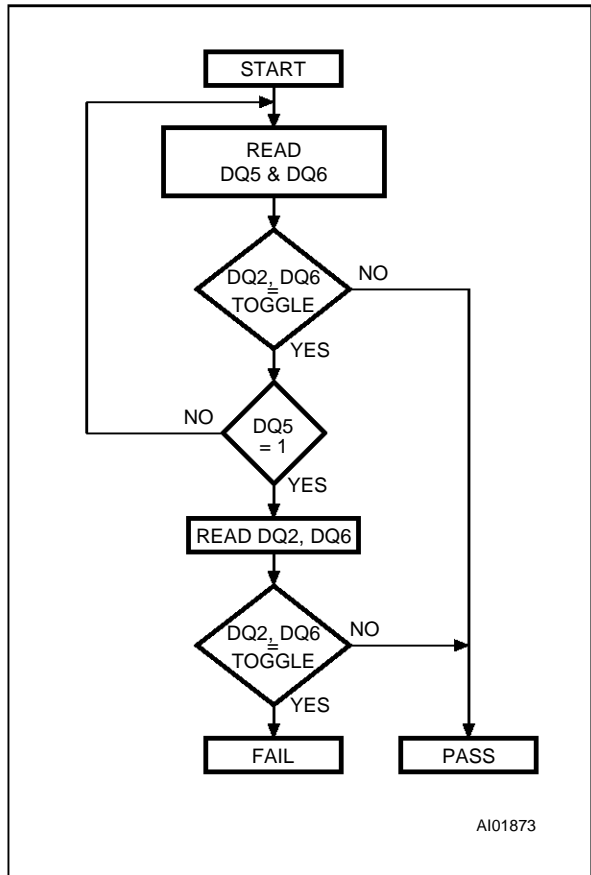 START
READ
DQ5 & DQ6
DQ2, DQ6
=
TOGGLE
NO
YES
NO
DQ5
= 1
YES
READ DQ2, DQ6
DQ2, DQ6
=
TOGGLE
NO
YES
FAIL
PASS
AI01873